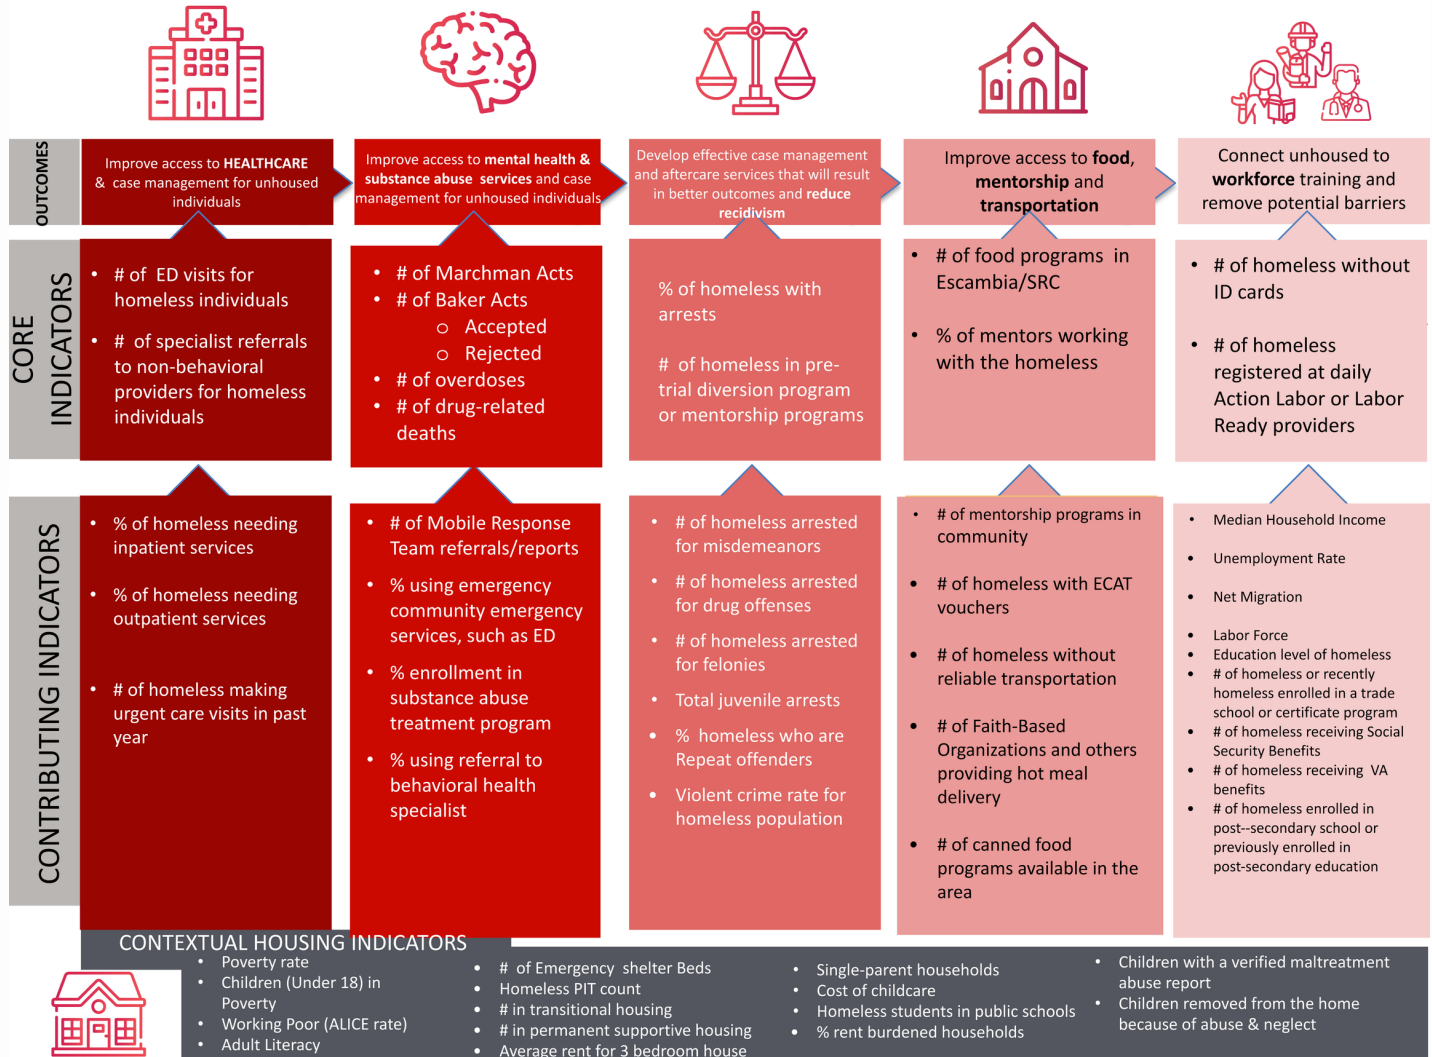 OUTCOMES
Improve access to HEALTHCARE
& case management for unhoused
individuals
Improve access to mental health &
substance abuse services and case
management for unhoused individuals
Develop effective case management
and aftercare services that will result
in better outcomes and reduce
recidivism
Improve access to food,
mentorship and
transportation
Connect unhoused to
workforce training and
remove potential barriers
CORE
INDICATORS
• # of ED visits for
homeless individuals
• # of specialist referrals
to non-behavioral
providers for homeless
individuals
• # of Marchman Acts
• # of Baker Acts
o Accepted
o Rejected
• # of overdoses
• # of drug-related
deaths
% of homeless with
arrests
# of homeless in pre-
trial diversion program
or mentorship programs
• # of food programs in
Escambia/SRC
• % of mentors working
with the homeless
• # of homeless without
ID cards
• # of homeless
registered at daily
Action Labor or Labor
Ready providers
CONTRIBUTING INDICATORS
• % of homeless needing
inpatient services
• % of homeless needing
outpatient services
• # of homeless making
urgent care visits in past
year
• # of Mobile Response
Team referrals/reports
• % using emergency
community emergency
services, such as ED
• % enrollment in
substance abuse
treatment program
• % using referral to
behavioral health
specialist
• # of homeless arrested
for misdemeanors
• # of homeless arrested
for drug offenses
• # of homeless arrested
for felonies
• Total juvenile arrests
• % homeless who are
Repeat offenders
• Violent crime rate for
homeless population
• # of mentorship programs in
community
• # of homeless with ECAT
vouchers
• # of homeless without
reliable transportation
• # of Faith-Based
Organizations and others
providing hot meal
delivery
• # of canned food
programs available in the
area
• Median Household Income
• Unemployment Rate
• Net Migration
• Labor Force
• Education level of homeless
• # of homeless or recently
homeless enrolled in a trade
school or certificate program
• # of homeless receiving Social
Security Benefits
• # of homeless receiving VA
benefits
• # of homeless enrolled in
post--secondary school or
previously enrolled in
post-secondary education
CONTEXTUAL HOUSING INDICATORS
• Poverty rate
• Children (Under 18) in
Poverty
• Working Poor (ALICE rate)
• Adult Literacy
• # of Emergency shelter Beds
• Homeless PIT count
• # in transitional housing
• # in permanent supportive housing
• Average rent for 3 bedroom house
• Single-parent households
• Cost of childcare
• Homeless students in public schools
• % rent burdened households
• Children with a verified maltreatment
abuse report
• Children removed from the home
because of abuse & neglect